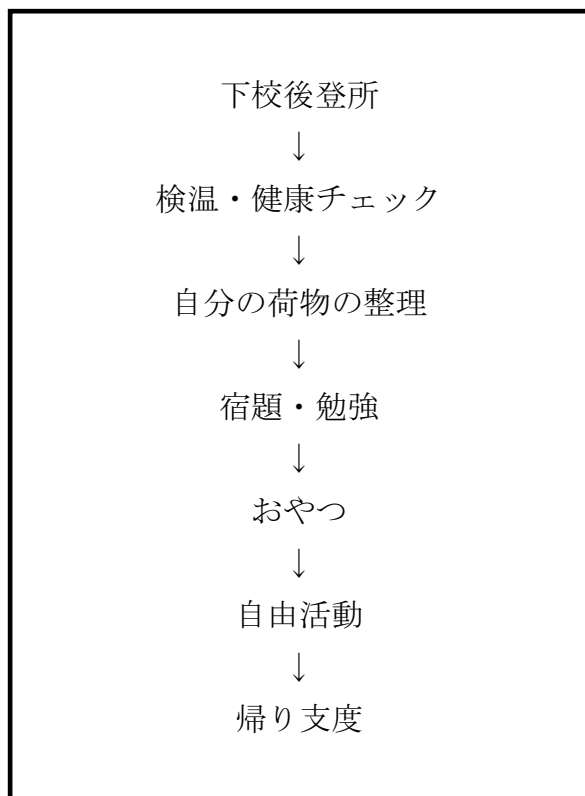 下校後登所
↓
検温・健康チェック
↓
自分の荷物の整理
↓
宿題・勉強
↓
おやつ
↓
自由活動
↓
帰り支度